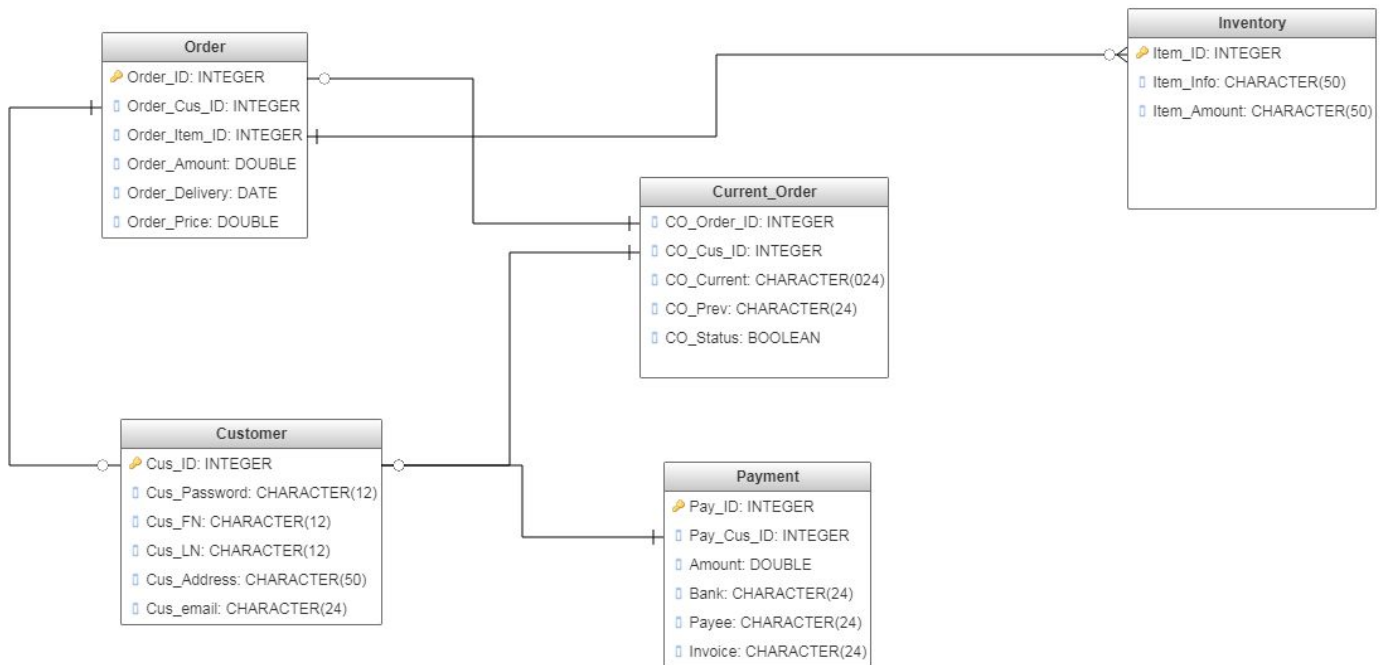 Order
Order_ID: INTEGER
Order_Cus_ID: INTEGER
Order_Item_ID: INTEGER
Order_Amount: DOUBLE
Order_Delivery: DATE
Order_Price: DOUBLE
Inventory
Item_ID: INTEGER
Item_Info: CHARACTER(50)
Item_Amount: CHARACTER(50)
Current_Order
CO_Order_ID: INTEGER
CO_Cus_ID: INTEGER
CO_Current: CHARACTER(024)
CO_Prev: CHARACTER(24)
CO_Status: BOOLEAN
Customer
Cus_ID: INTEGER
Cus_Password: CHARACTER(12)
Cus_FN: CHARACTER(12)
Cus_LN: CHARACTER(12)
Cus_Address: CHARACTER(50)
Cus_email: CHARACTER(24)
Payment
Pay_ID: INTEGER
Pay_Cus_ID: INTEGER
Amount: DOUBLE
Bank: CHARACTER(24)
Payee: CHARACTER(24)
Invoice: CHARACTER(24)